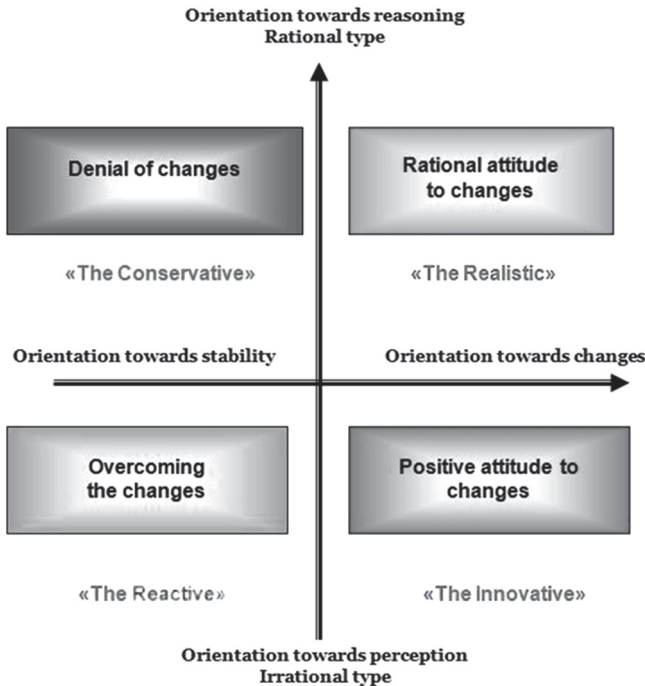 Orientation towards reasoning
Rational type
Denial of changes
Rational attitude
to changes
«The Conservative»
«The Realistic»
Orientation towards stability
Orientation towards changes
Overcoming
the changes
Positive attitude to
changes
«The Reactive»
«The Innovative»
Orientation towards perception
Irrational type